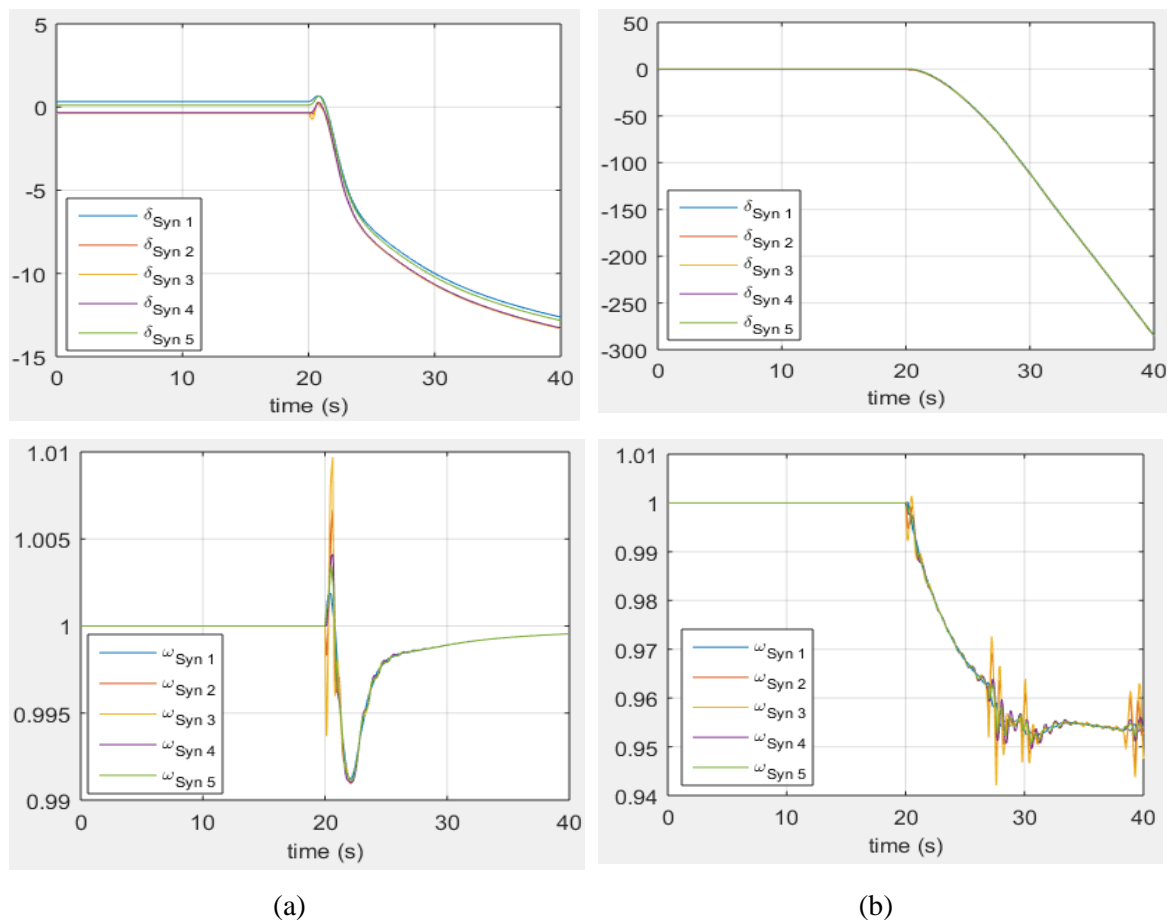 5
0
-5
-10
-15
0 10 20 30 40
time (s)
δSyn 1
δSyn 2
δSyn 3
δSyn 4
δSyn 5
50
0
-50
-100
-150
-200
-250
-300
0 10 20 30 40
time (s)
δSyn 1
δSyn 2
δSyn 3
δSyn 4
δSyn 5
1.01
1.005
1
0.995
0.99
0 10 20 30 40
time (s)
ωSyn 1
ωSyn 2
ωSyn 3
ωSyn 4
ωSyn 5
1.01
1
0.99
0.98
0.97
0.96
0.95
0.94
0 10 20 30 40
time (s)
ωSyn 1
ωSyn 2
ωSyn 3
ωSyn 4
ωSyn 5
(a) (b)